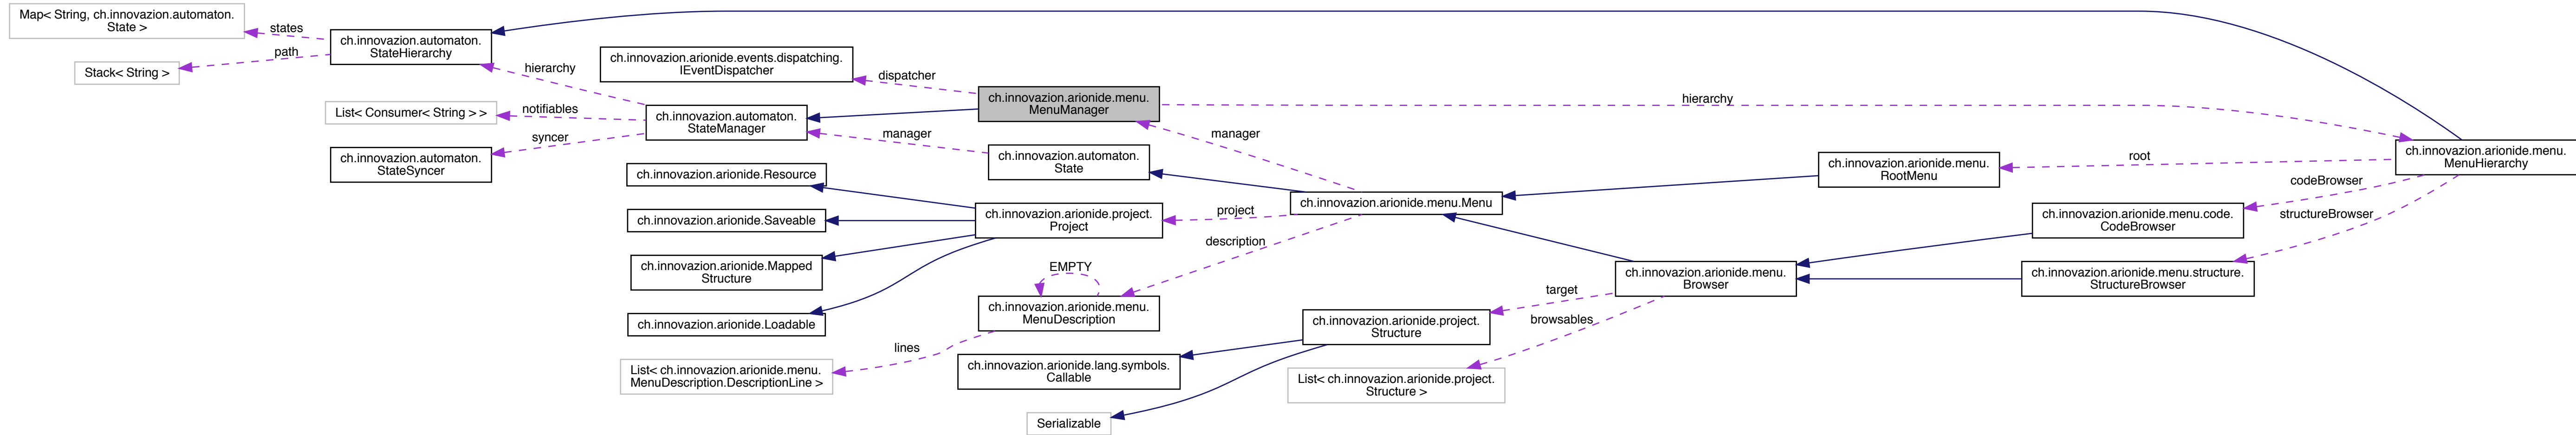 Map< String, ch.innovazion.automaton.
State >
states
path
Stack< String >
ch.innovazion.automaton.
StateHierarchy
hierarchy
List< Consumer< String > >
notifiables
syncer
ch.innovazion.automaton.
StateSyncer
ch.innovazion.arionide.events.dispatching.
IEventDispatcher
dispatcher
ch.innovazion.automaton.
StateManager
manager
ch.innovazion.arionide.menu.
MenuManager
hierarchy
manager
ch.innovazion.automaton.
State
ch.innovazion.arionide.Resource
ch.innovazion.arionide.Saveable
ch.innovazion.arionide.Mapped
Structure
ch.innovazion.arionide.Loadable
ch.innovazion.arionide.project.
Project
project
description
EMPTY
ch.innovazion.arionide.menu.
MenuDescription
lines
List< ch.innovazion.arionide.menu.
MenuDescription.DescriptionLine >
ch.innovazion.arionide.menu.Menu
ch.innovazion.arionide.menu.
RootMenu
root
ch.innovazion.arionide.menu.
MenuHierarchy
codeBrowser
structureBrowser
ch.innovazion.arionide.menu.code.
CodeBrowser
ch.innovazion.arionide.menu.structure.
StructureBrowser
ch.innovazion.arionide.menu.
Browser
target
browsables
ch.innovazion.arionide.project.
Structure
ch.innovazion.arionide.lang.symbols.
Callable
List< ch.innovazion.arionide.project.
Structure >
Serializable